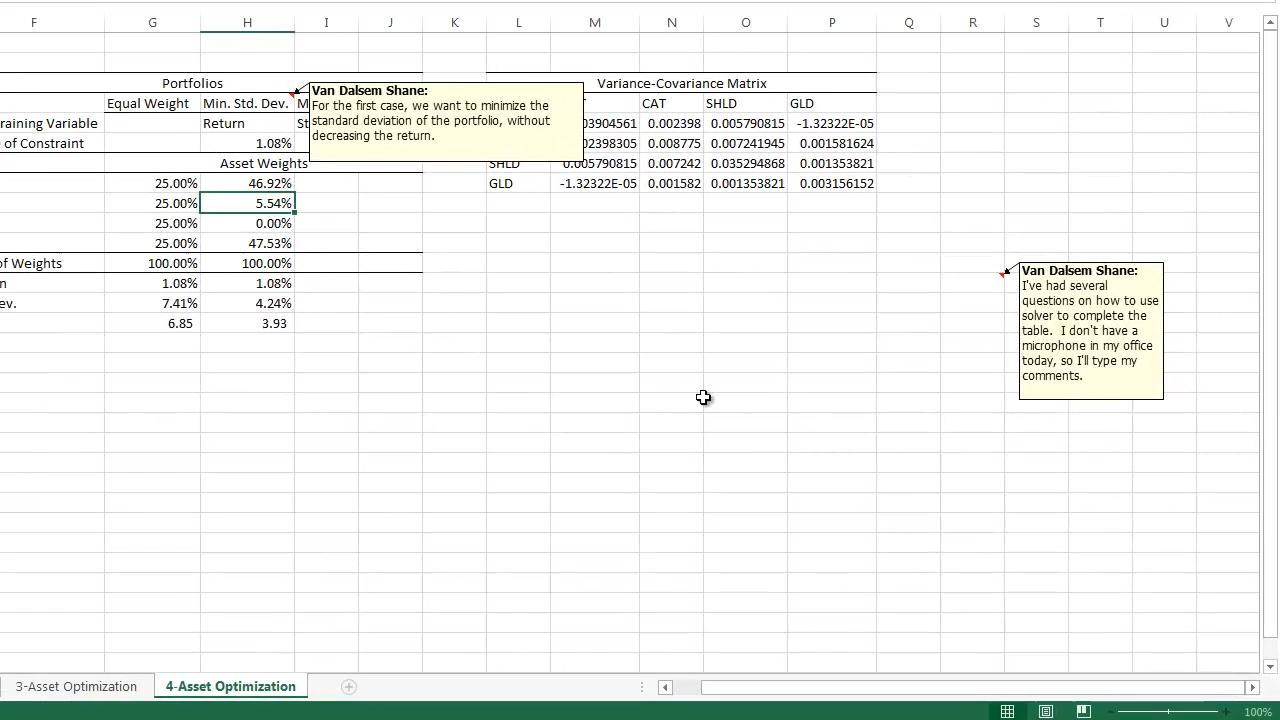 F G H I J K L M N O P Q R S T U V
Portfolios Variance-Covariance Matrix
Equal Weight Min. Std. Dev. M T CAT SHLD GLD
raining Variable Return St 03904561 0.002398 0.005790815 -1.32322E-05
e of Constraint 1.08% 02398305 0.008775 0.007241945 0.001581624
Asset Weights SHLD 0.005790815 0.007242 0.035294868 0.001353821
25.00% 46.92% GLD -1.32322E-05 0.001582 0.001353821 0.003156152
25.00% 5.54%
25.00% 0.00%
25.00% 47.53%
of Weights 100.00% 100.00%
n 1.08% 1.08%
ev. 7.41% 4.24%
6.85 3.93
Van Dalsem Shane:
For the first case, we want to minimize the
standard deviation of the portfolio, without
decreasing the return.
Van Dalsem Shane:
I've had several
questions on how to use
solver to complete the
table. I don't have a
microphone in my office
today, so I'll type my
comments.
3-Asset Optimization 4-Asset Optimization
100%